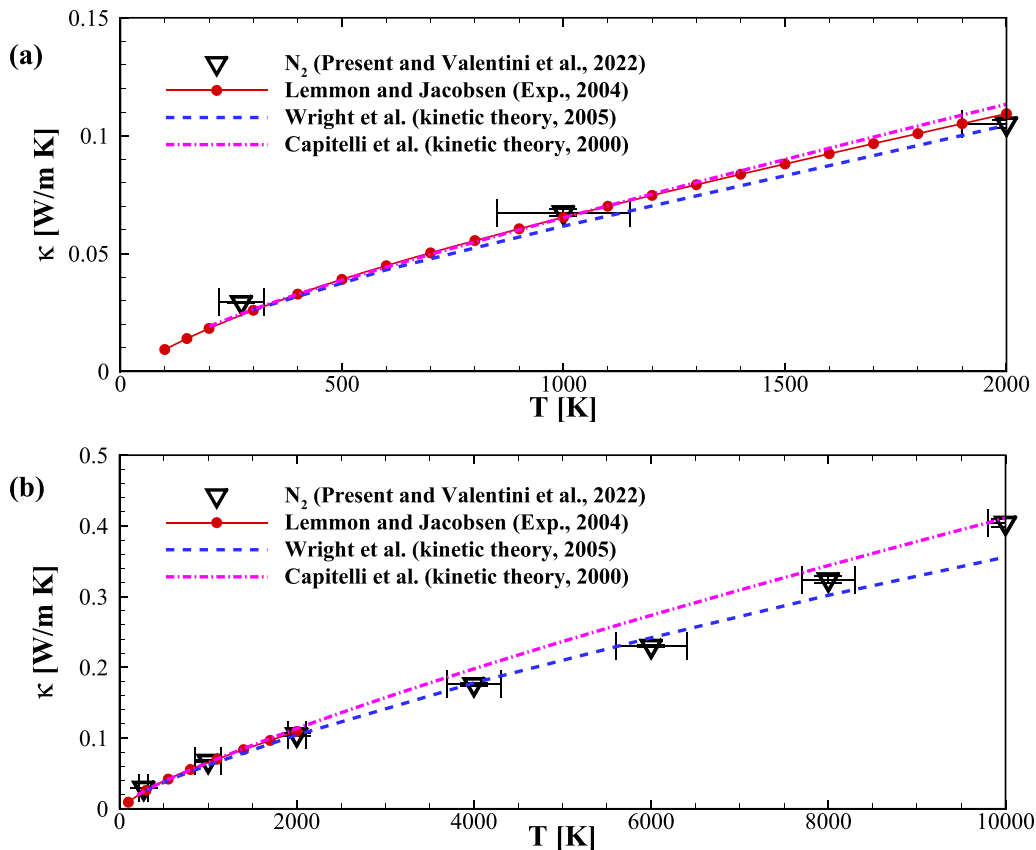 (a)
κ [W/m K]
0.15
0.1
0.05
0
N₂ (Present and Valentini et al., 2022)
Lemmon and Jacobsen (Exp., 2004)
Wright et al. (kinetic theory, 2005)
Capitelli et al. (kinetic theory, 2000)
0 500 1000 1500 2000
T [K]
(b)
κ [W/m K]
0.5
0.4
0.3
0.2
0.1
0
N₂ (Present and Valentini et al., 2022)
Lemmon and Jacobsen (Exp., 2004)
Wright et al. (kinetic theory, 2005)
Capitelli et al. (kinetic theory, 2000)
0 2000 4000 6000 8000 10000
T [K]